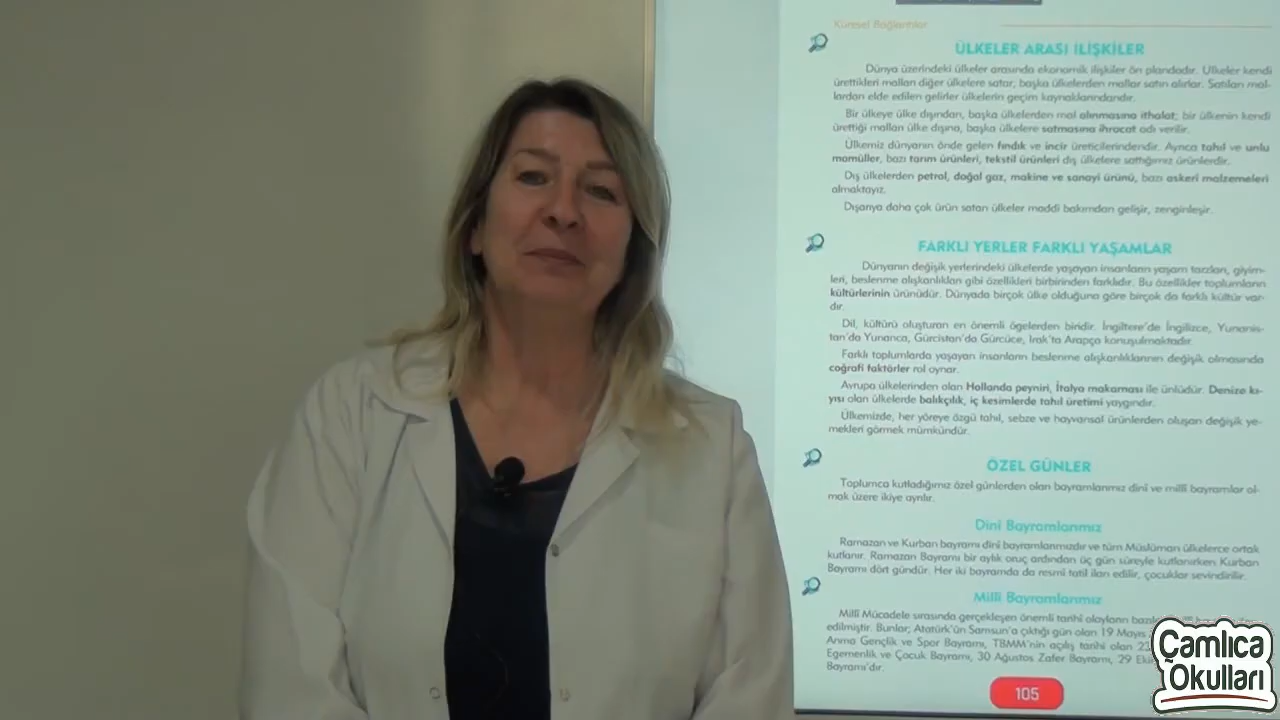 Küresel Bağlantılar
ÜLKELER ARASI İLİŞKİLER
Dünya üzerindeki ülkeler arasında ekonomik ilişkiler ön plandadır. Ülkeler kendi
ürettikleri malları diğer ülkelere satar, başka ülkelerden mallar satın alırlar. Satılan mal-
lardan elde edilen gelirler ülkelerin geçim kaynaklarındandır.
Bir ülkeye ülke dışından, başka ülkelerden mal alınmasına ithalat; bir ülkenin kendi
ürettiği malları ülke dışına, başka ülkelere satmasına ihracat adı verilir.
Ülkemiz dünyanın önde gelen fındık ve incir üreticilerindendir. Ayrıca tahıl ve unlu
mamüller, bazı tarım ürünleri, tekstil ürünleri dış ülkelere sattığımız ürünlerdir.
Dış ülkelerden petrol, doğal gaz, makine ve sanayi ürünü, bazı askeri malzemeleri
almaktayız.
Dışarıya daha çok ürün satan ülkeler maddi bakımdan gelişir, zenginleşir.
FARKLI YERLER FARKLI YAŞAMLAR
Dünyanın değişik yerlerindeki ülkelerde yaşayan insanların yaşam tarzları, giyim-
leri, beslenme alışkanlıkları gibi özellikleri birbirinden farklıdır. Bu özellikler toplumların
kültürlerinin ürünüdür. Dünyada birçok ülke olduğuna göre birçok da farklı kültür var-
dır.
Dil, kültürü oluşturan en önemli ögelerden biridir. İngiltere'de İngilizce, Yunanis-
tan'da Yunanca, Gürcistan'da Gürcüce, Irak'ta Arapça konuşulmaktadır.
Farklı toplumlarda yaşayan insanların beslenme alışkanlıklarının değişik olmasında
coğrafi faktörler rol oynar.
Avrupa ülkelerinden olan Hollanda peyniri, İtalya makarnası ile ünlüdür. Denize kı-
yısı olan ülkelerde balıkçılık, iç kesimlerde tahıl üretimi yaygındır.
Ülkemizde, her yöreye özgü tahıl, sebze ve hayvansal ürünlerden oluşan değişik ye-
mekleri görmek mümkündür.
ÖZEL GÜNLER
Toplumca kutladığımız özel günlerden olan bayramlarımız dinî ve millî bayramlar ol-
mak üzere ikiye ayrılır.
Dinî Bayramlarımız
Ramazan ve Kurban bayramı dinî bayramlarımızdır ve tüm Müslüman ülkelerce ortak
kutlanır. Ramazan Bayramı bir aylık oruç ardından üç gün süreyle kutlanırken Kurban
Bayramı dört gündür. Her iki bayramda da resmî tatil ilan edilir, çocuklar sevindirilir.
Millî Bayramlarımız
Millî Mücadele sırasında gerçekleşen önemli tarihî olayların
edilmiştir. Bunlar; Atatürk'ün Samsun'a çıktığı gün olan 19 Mayıs
Anma Gençlik ve Spor Bayramı, TBMM'nin açılış tarihi olan
Egemenlik ve Çocuk Bayramı, 30 Ağustos Zafer Bayramı, 29
Bayramı'dır.
105
Çamlıca
Okulları